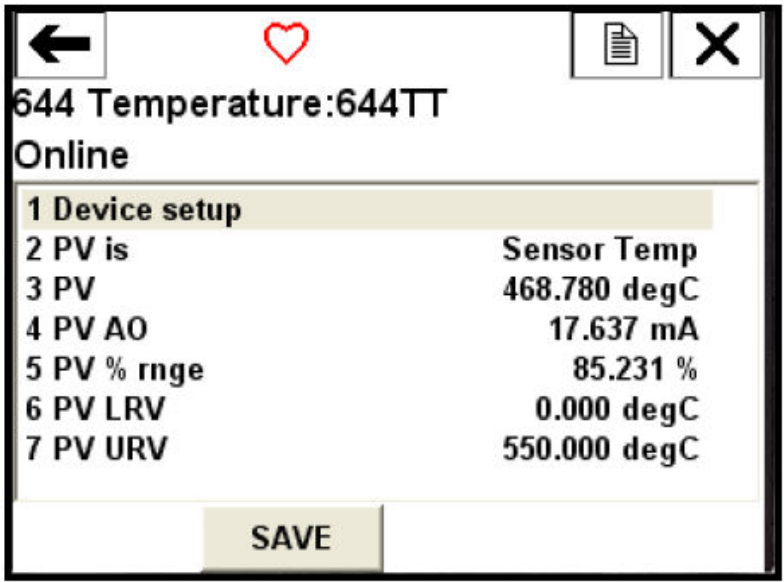 644 Temperature:644TT
Online
1 Device setup
2 PV is Sensor Temp
3 PV 468.780 degC
4 PV AO 17.637 mA
5 PV % rnge 85.231 %
6 PV LRV 0.000 degC
7 PV URV 550.000 degC
SAVE